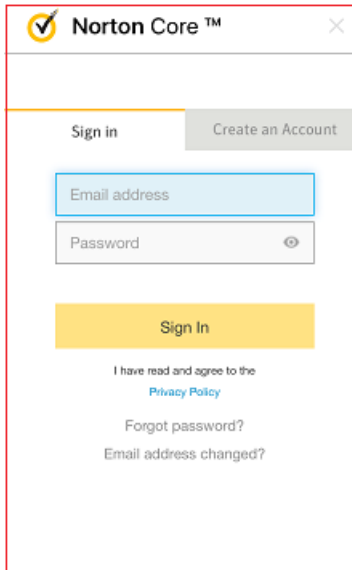 Norton Core ™
Sign in
Create an Account
Email address
Password
Sign In
I have read and agree to the
Privacy Policy
Forgot password?
Email address changed?